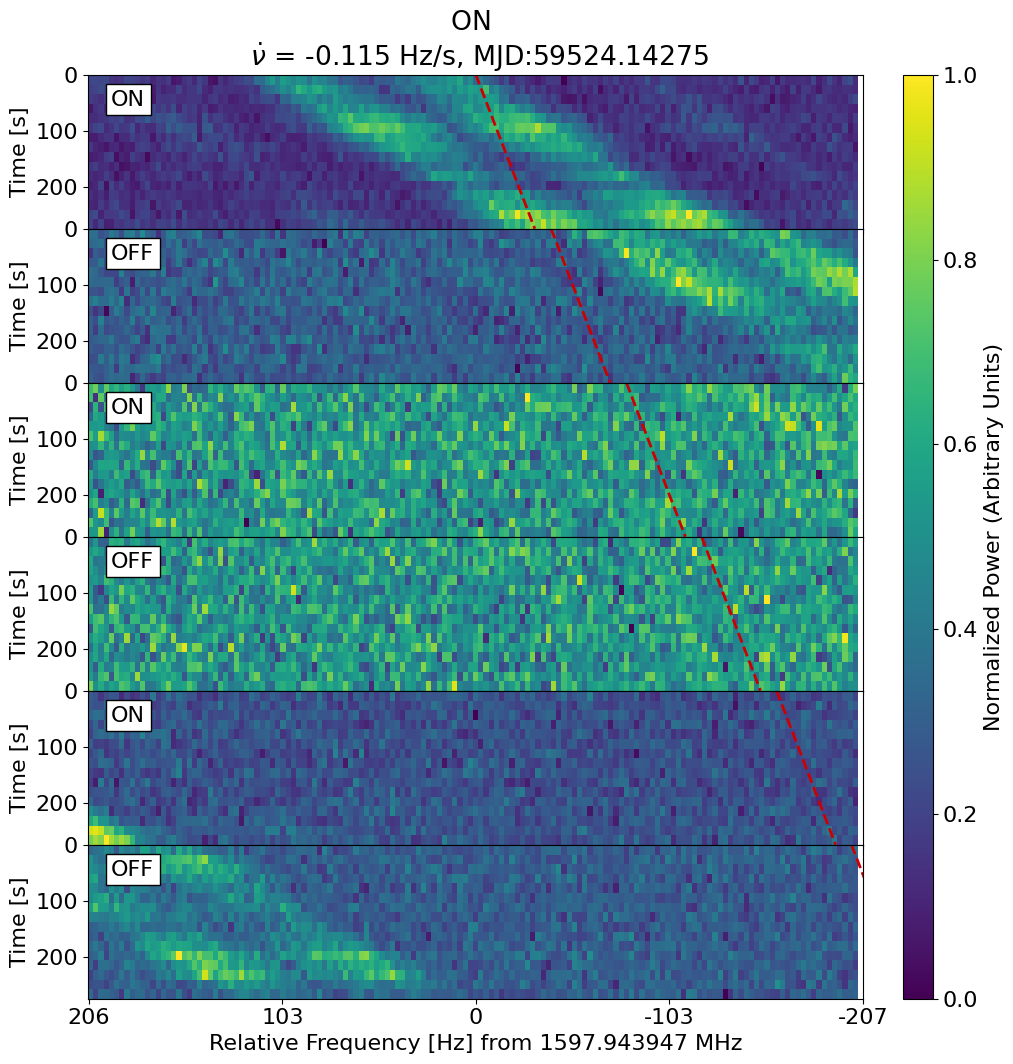 ON
ν̇ = -0.115 Hz/s, MJD:59524.14275
0
ON
100
Time [s]
200
0
OFF
100
Time [s]
200
0
ON
100
Time [s]
200
0
OFF
100
Time [s]
200
0
ON
100
Time [s]
200
0
OFF
100
Time [s]
200
206 103 0 -103 -207
Relative Frequency [Hz] from 1597.943947 MHz
1.0
0.8
0.6
0.4
0.2
0.0
Normalized Power (Arbitrary Units)